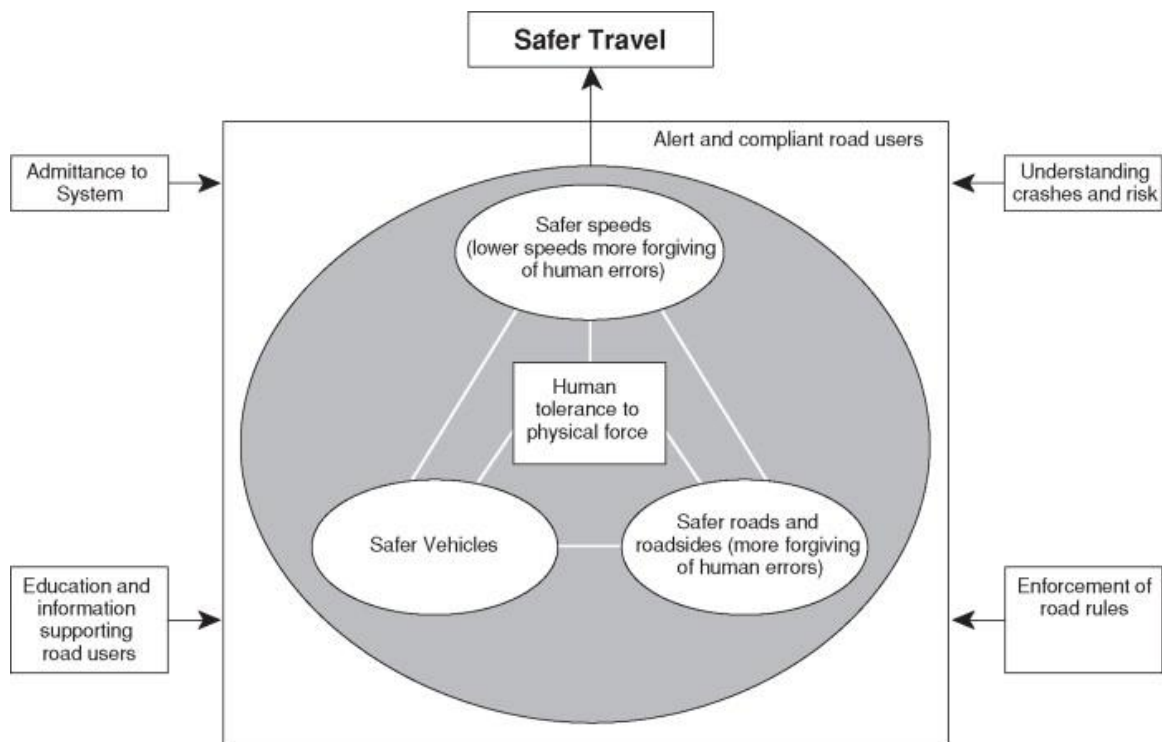 Safer Travel
Alert and compliant road users
Admittance to
System
Understanding
crashes and risk
Safer speeds
(lower speeds more forgiving
of human errors)
Human
tolerance to
physical force
Safer Vehicles
Safer roads and
roadsides (more forgiving
of human errors)
Education and
information
supporting
road users
Enforcement of
road rules